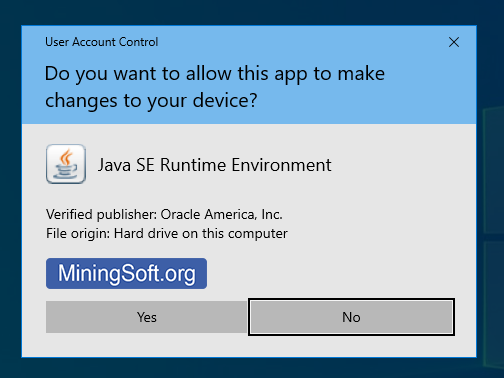 User Account Control
Do you want to allow this app to make
changes to your device?
Java SE Runtime Environment
Verified publisher: Oracle America, Inc.
File origin: Hard drive on this computer
MiningSoft.org
Yes
No